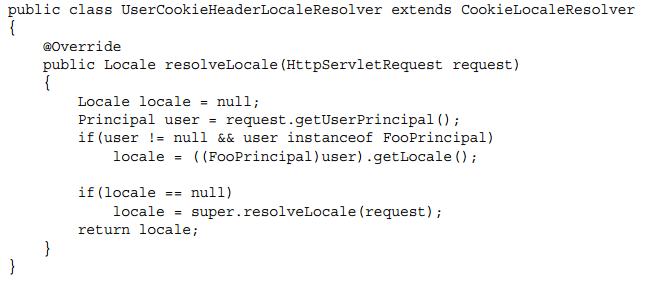 public class UserCookieHeaderLocaleResolver extends CookieLocaleResolver
{
    @Override
    public Locale resolveLocale(HttpServletRequest request)
    {
        Locale locale = null;
        Principal user = request.getUserPrincipal();
        if(user != null && user instanceof FooPrincipal)
            locale = ((FooPrincipal)user).getLocale();

        if(locale == null)
            locale = super.resolveLocale(request);
        return locale;
    }
}